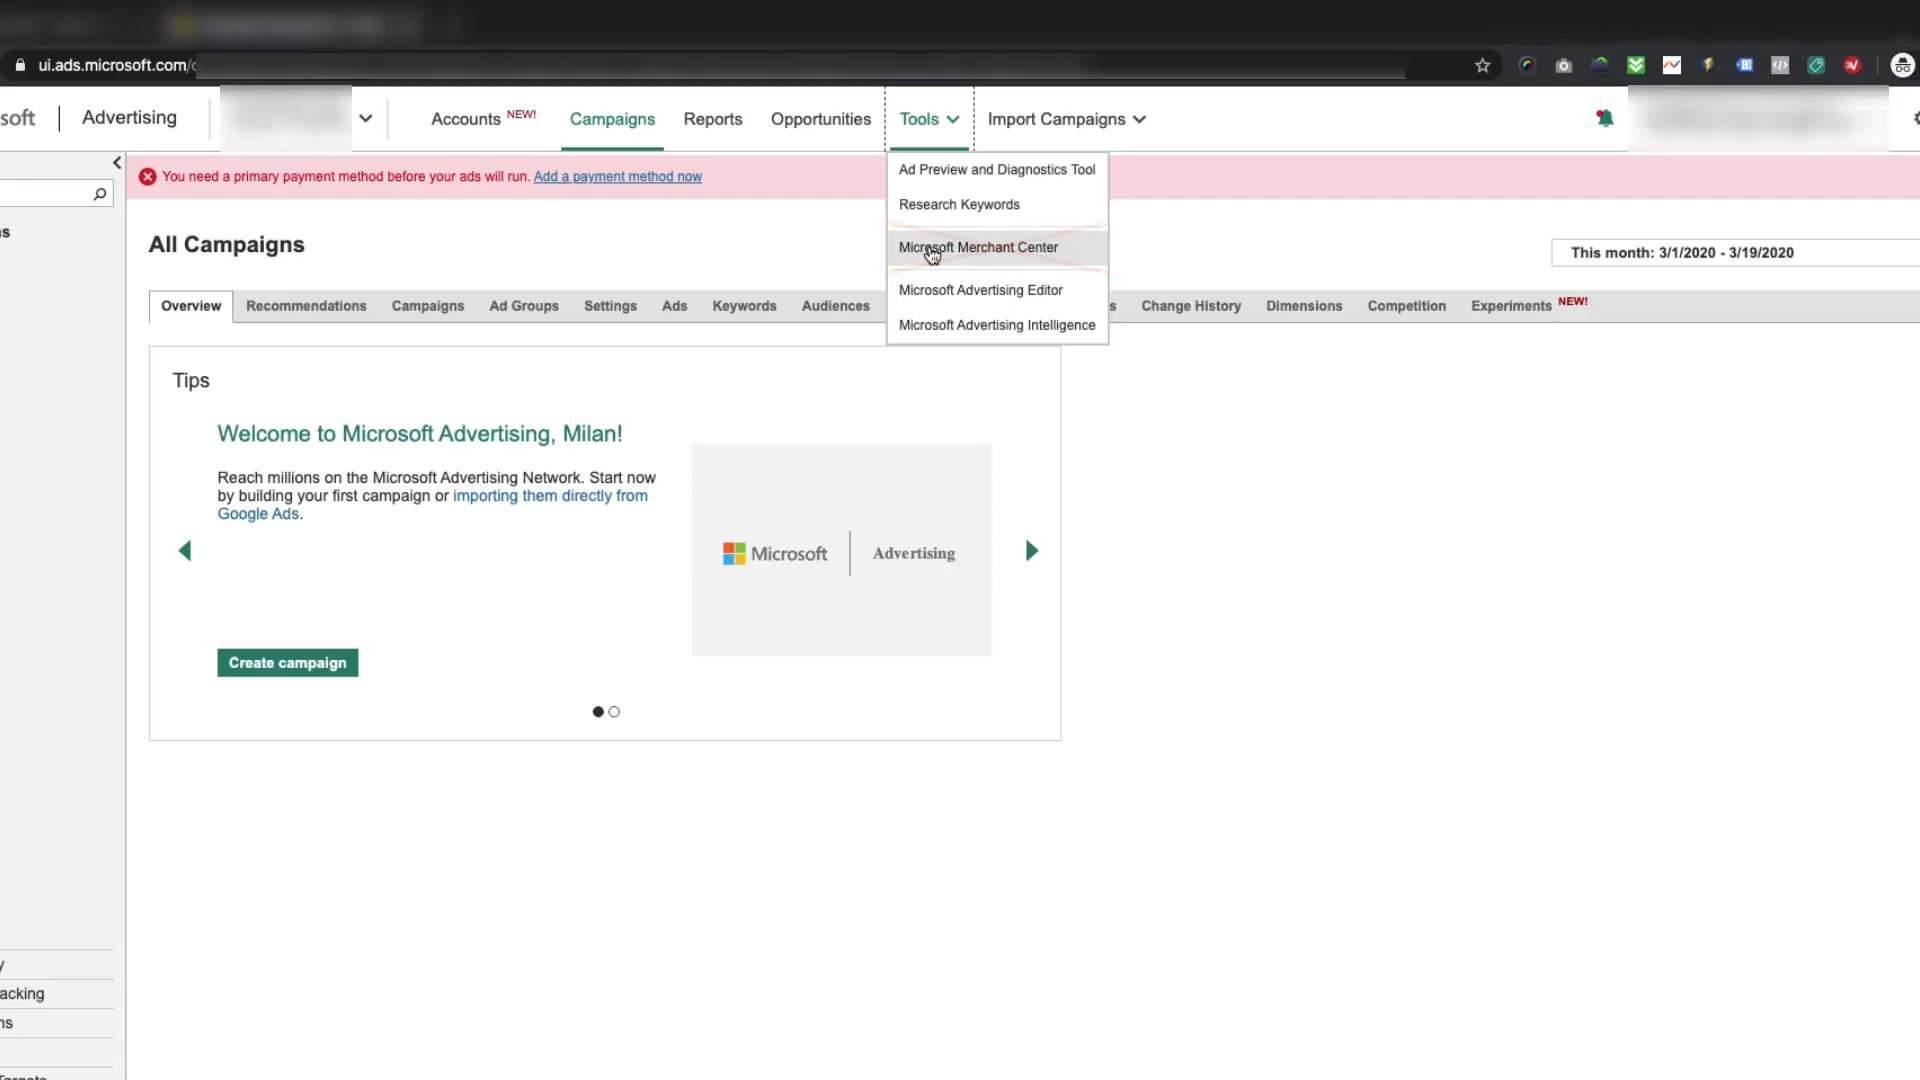 ui.ads.microsoft.com/
soft | Advertising
Accounts NEW!
Campaigns
Reports
Opportunities
Tools
Import Campaigns
You need a primary payment method before your ads will run. Add a payment method now
Ad Preview and Diagnostics Tool
Research Keywords
Microsoft Merchant Center
Microsoft Advertising Editor
Microsoft Advertising Intelligence
All Campaigns
This month: 3/1/2020 - 3/19/2020
Overview
Recommendations
Campaigns
Ad Groups
Settings
Ads
Keywords
Audiences
s
Change History
Dimensions
Competition
Experiments NEW!
Tips
Welcome to Microsoft Advertising, Milan!
Reach millions on the Microsoft Advertising Network. Start now
by building your first campaign or importing them directly from
Google Ads.
Microsoft | Advertising
Create campaign
s
y
acking
ns